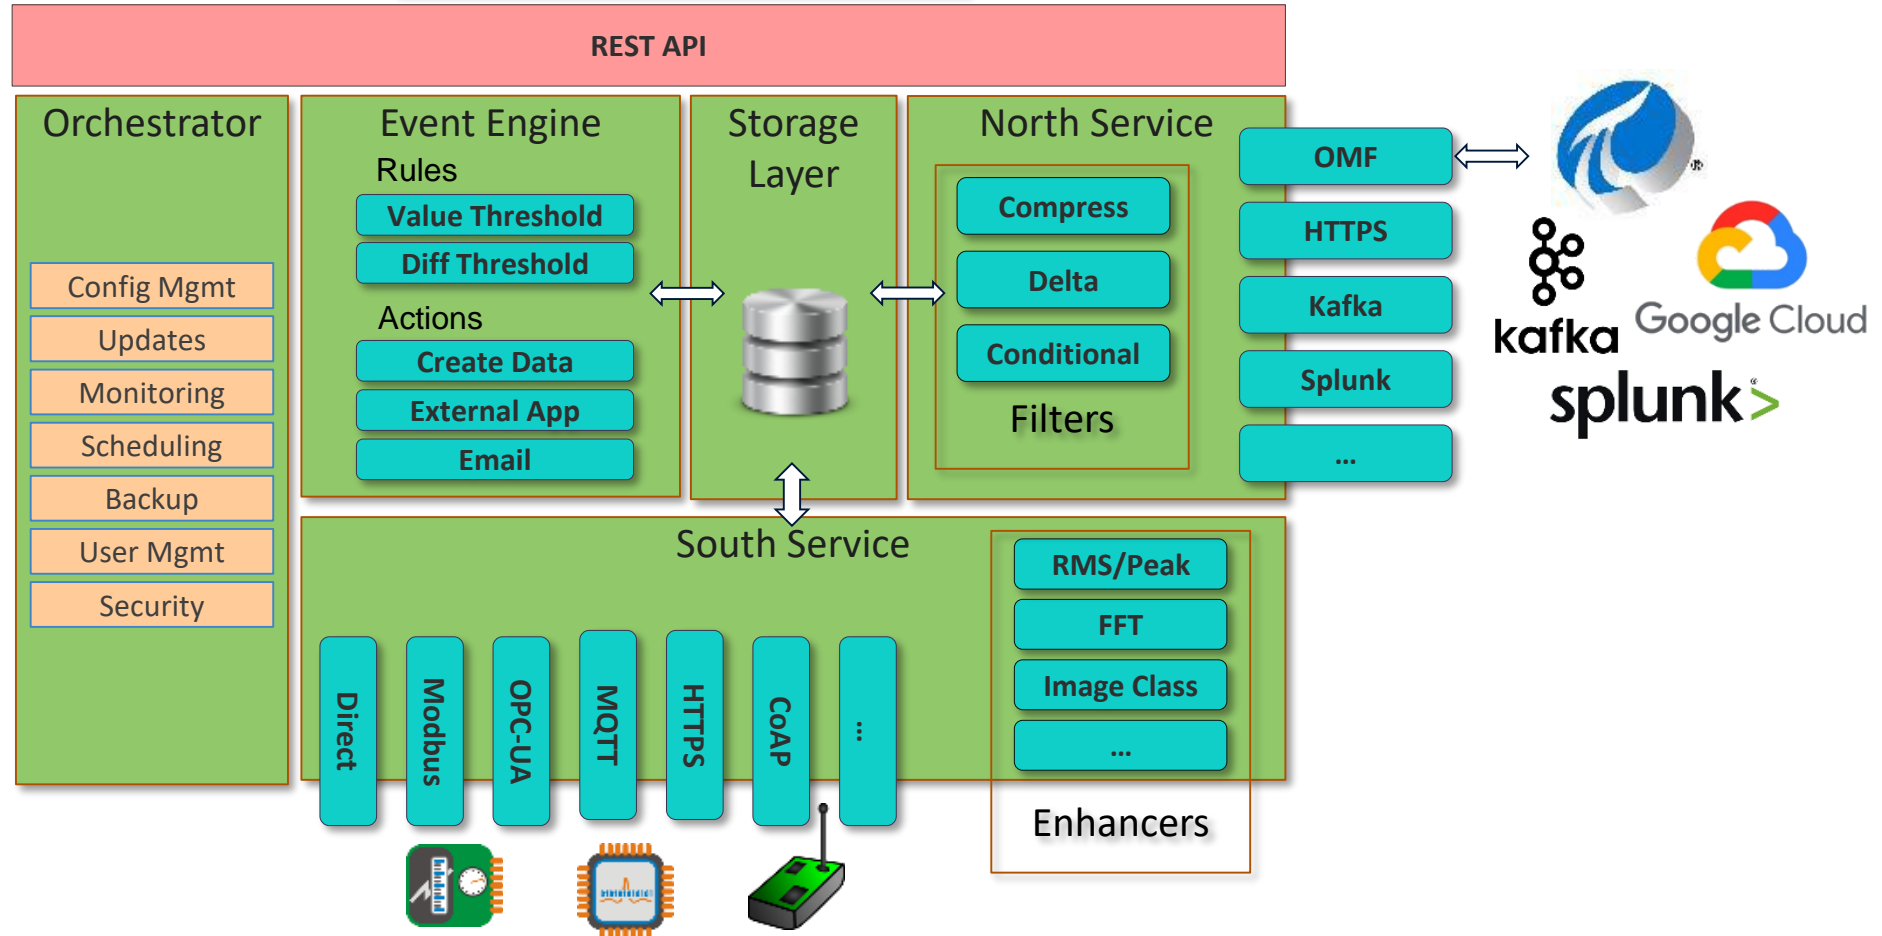 REST API
Orchestrator
Config Mgmt
Updates
Monitoring
Scheduling
Backup
User Mgmt
Security
Event Engine
Rules
Value Threshold
Diff Threshold
Actions
Create Data
External App
Email
Storage
Layer
North Service
Compress
Delta
Conditional
Filters
OMF
HTTPS
Kafka
Splunk
...
®
kafka
Google Cloud
splunk>
South Service
Direct
Modbus
OPC-UA
MQTT
HTTPS
CoAP
...
RMS/Peak
FFT
Image Class
...
Enhancers